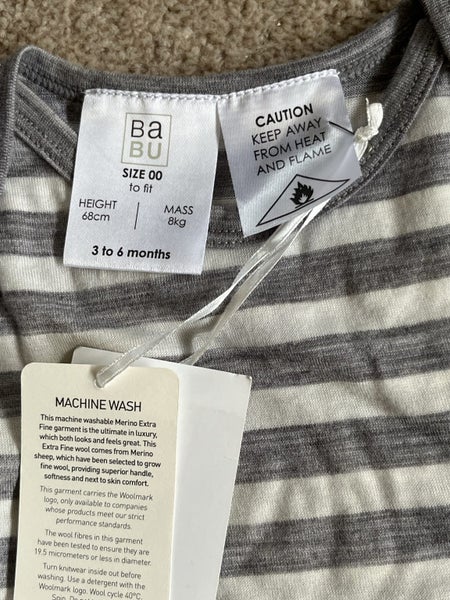 Ba
BU
SIZE 00
to fit
HEIGHT
68cm
MASS
8kg
3 to 6 months
CAUTION
KEEP AWAY
FROM HEAT
AND FLAME
MACHINE WASH
This machine washable Merino Extra
Fine garment is the ultimate in luxury,
which both looks and feels great. This
Extra Fine wool comes from Merino
sheep, which have been selected to grow
fine wool, providing superior handle,
softness and next to skin comfort.
This garment carries the Woolmark
logo, only available to companies
whose products meet our strict
performance standards.
The wool fibres in this garment
have been tested to ensure they are
19.5 micrometers or less in diameter.
Turn knitwear inside out before
washing. Use a detergent with the
Woolmark logo. Wool cycle 40°C.